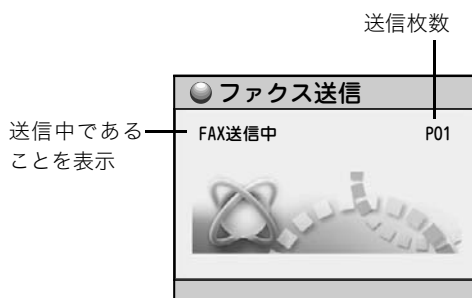 送信枚数
ファクス送信
送信中である
ことを表示
FAX送信中
P01